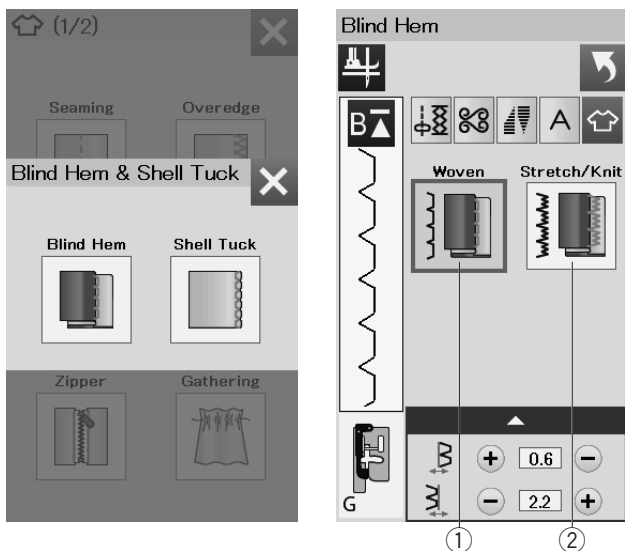 (1/2)
Seaming Overedge
Blind Hem & Shell Tuck
Blind Hem Shell Tuck
Zipper Gathering
Blind Hem
B A
Woven Stretch/Knit
0.6
2.2
G
1 2